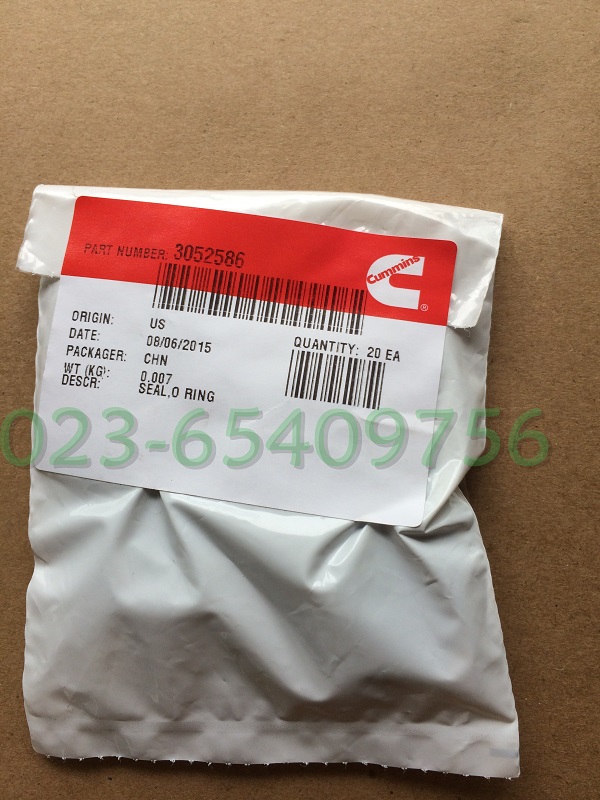 PART NUMBER: 3052586
Cummins
®
ORIGIN: US
DATE: 08/06/2015
PACKAGER: CHN
WT (KG): 0.007
DESCR: SEAL,O RING
QUANTITY: 20 EA
023-65409756